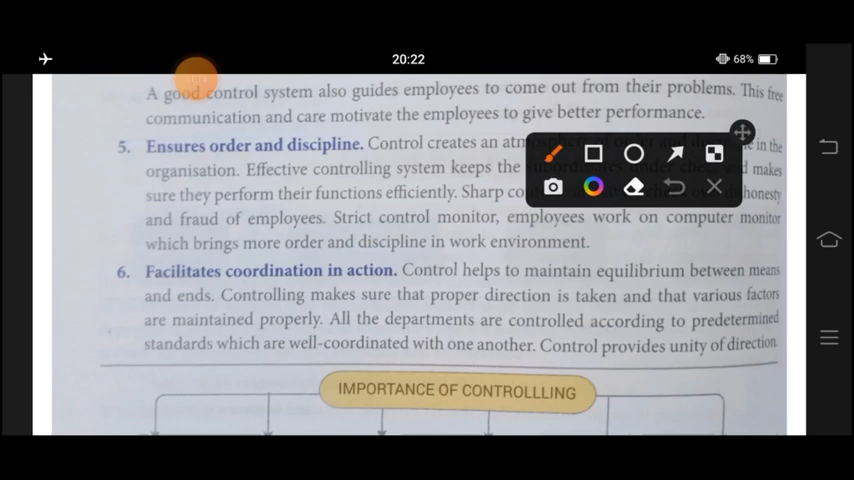 20:22
68%
A good control system also guides employees to come out from their problems. This free
communication and care motivate the employees to give better performance.
5. Ensures order and discipline. Control creates an in the
organisation. Effective controlling system keeps the makes
sure they perform their functions efficiently. Sharp honesty
and fraud of employees. Strict control monitor, employees work on computer monitor
which brings more order and discipline in work environment.
6. Facilitates coordination in action. Control helps to maintain equilibrium between means
and ends. Controlling makes sure that proper direction is taken and that various factors
are maintained properly. All the departments are controlled according to predetermined
standards which are well-coordinated with one another. Control provides unity of direction.
IMPORTANCE OF CONTROLLLING